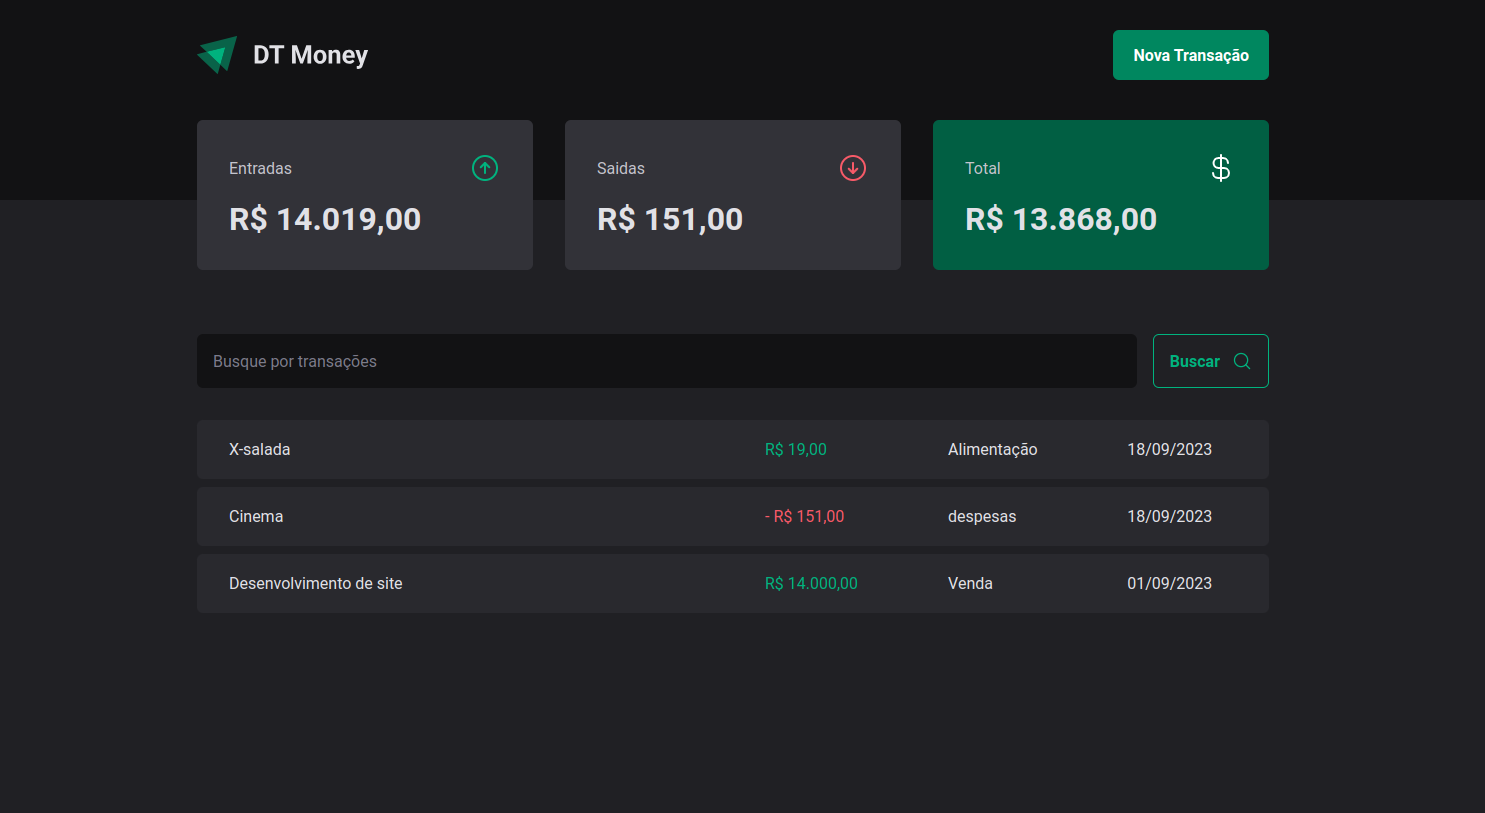 DT Money
Nova Transação
Entradas
R$ 14.019,00
Saidas
R$ 151,00
Total
R$ 13.868,00
Busque por transações
Buscar
X-salada R$ 19,00 Alimentação 18/09/2023
Cinema - R$ 151,00 despesas 18/09/2023
Desenvolvimento de site R$ 14.000,00 Venda 01/09/2023